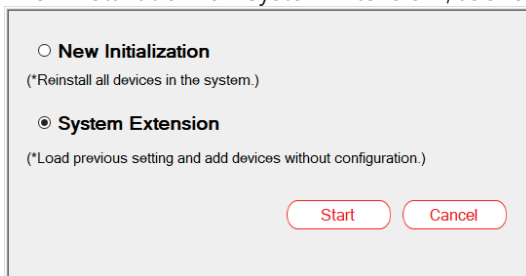 New Initialization
(*Reinstall all devices in the system.)
System Extension
(*Load previous setting and add devices without configuration.)
Start Cancel